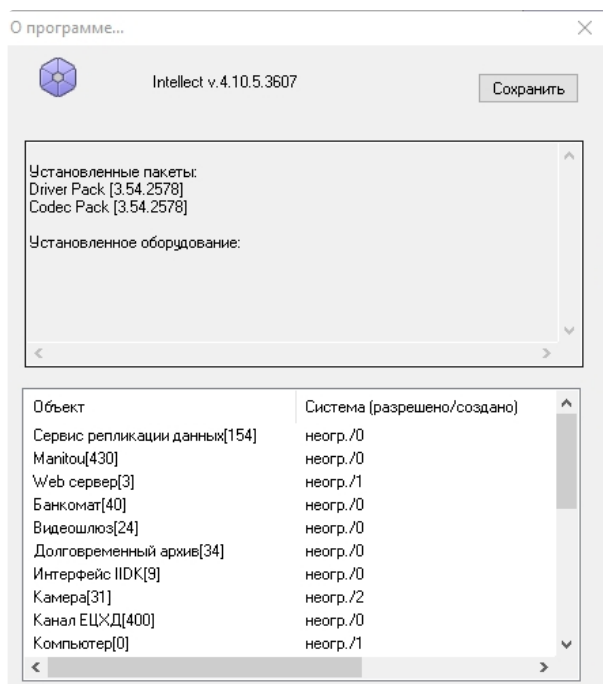 О программе...
Intellect v.4.10.5.3607
Сохранить
Установленные пакеты:
Driver Pack [3.54.2578]
Codec Pack [3.54.2578]
Установленное оборудование:
Объект Система (разрешено/создано)
Сервис репликации данных[154] неогр./0
Manitou[430] неогр./0
Web сервер[3] неогр./1
Банкомат[40] неогр./0
Видеошлюз[24] неогр./0
Долговременный архив[34] неогр./0
Интерфейс IIDK[9] неогр./0
Камера[31] неогр./2
Канал ЕЦХД[400] неогр./0
Компьютер[0] неогр./1